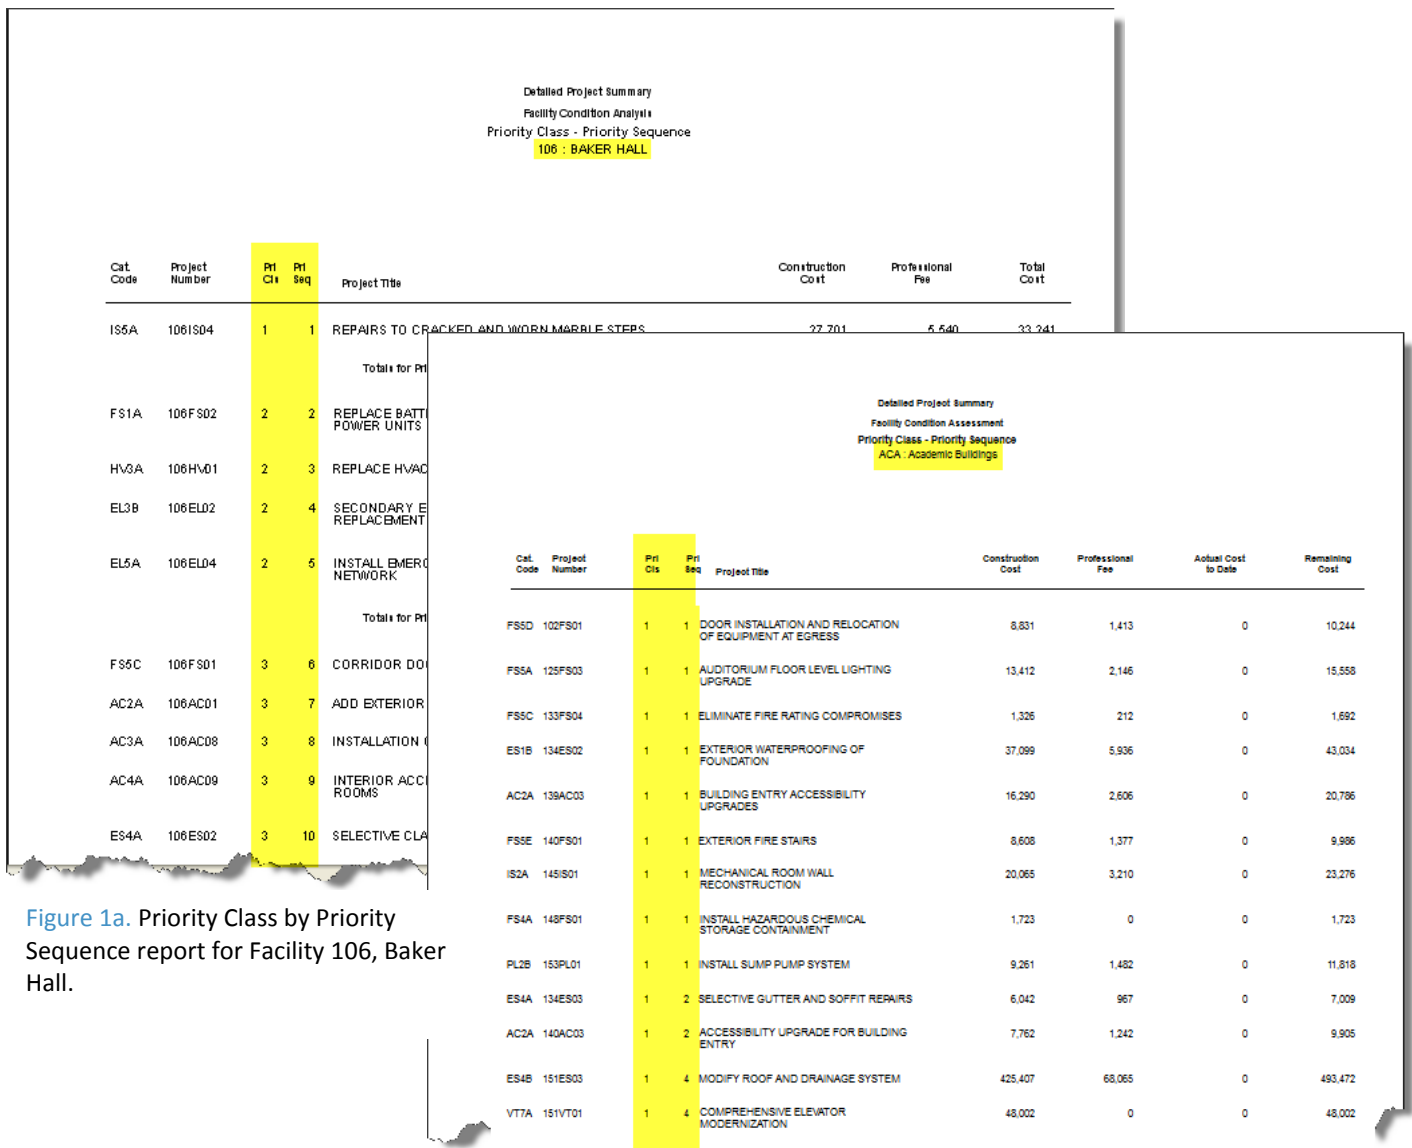 Detailed Project Summary
Facility Condition Analysis
Priority Class - Priority Sequence
106 : BAKER HALL
Cat. Project Pri Pri Construction Professional Total
Code Number Cls Seq Project Title Cost Fee Cost
IS5A 106IS04 1 1 REPAIRS TO CRACKED AND WORN MARBLE STEPS 27,701 5,540 33,241
Totals for Pri
FS1A 106FS02 2 2 REPLACE BATT
POWER UNITS
HV3A 106HV01 2 3 REPLACE HVAC
EL3B 106EL02 2 4 SECONDARY E
REPLACEMENT
EL5A 106EL04 2 5 INSTALL EMERG
NETWORK
Totals for Pri
FS5C 106FS01 3 6 CORRIDOR DO
AC2A 106AC01 3 7 ADD EXTERIOR
AC3A 106AC08 3 8 INSTALLATION
AC4A 106AC09 3 9 INTERIOR ACC
ROOMS
ES4A 106ES02 3 10 SELECTIVE CLA
Figure 1a. Priority Class by Priority
Sequence report for Facility 106, Baker
Hall.
Detailed Project Summary
Facility Condition Assessment
Priority Class - Priority Sequence
ACA : Academic Buildings
Cat. Project Pri Pri Construction Professional Actual Cost Remaining
Code Number Cls Seq Project Title Cost Fee to Date Cost
FS5D 102FS01 1 1 DOOR INSTALLATION AND RELOCATION 8,831 1,413 0 10,244
OF EQUIPMENT AT EGRESS
FS5A 125FS03 1 1 AUDITORIUM FLOOR LEVEL LIGHTING 13,412 2,146 0 15,558
UPGRADE
FS5C 133FS04 1 1 ELIMINATE FIRE RATING COMPROMISES 1,326 212 0 1,692
ES1B 134ES02 1 1 EXTERIOR WATERPROOFING OF 37,099 5,936 0 43,034
FOUNDATION
AC2A 139AC03 1 1 BUILDING ENTRY ACCESSIBILITY 16,290 2,606 0 20,786
UPGRADES
FS5E 140FS01 1 1 EXTERIOR FIRE STAIRS 8,608 1,377 0 9,986
IS2A 145IS01 1 1 MECHANICAL ROOM WALL 20,065 3,210 0 23,276
RECONSTRUCTION
FS4A 148FS01 1 1 INSTALL HAZARDOUS CHEMICAL 1,723 0 0 1,723
STORAGE CONTAINMENT
PL2B 153PL01 1 1 INSTALL SUMP PUMP SYSTEM 9,261 1,482 0 11,818
ES4A 134ES03 1 2 SELECTIVE GUTTER AND SOFFIT REPAIRS 6,042 967 0 7,009
AC2A 140AC03 1 2 ACCESSIBILITY UPGRADE FOR BUILDING 7,762 1,242 0 9,905
ENTRY
ES4B 151ES03 1 4 MODIFY ROOF AND DRAINAGE SYSTEM 425,407 68,065 0 493,472
VT7A 151VT01 1 4 COMPREHENSIVE ELEVATOR 48,002 0 0 48,002
MODERNIZATION